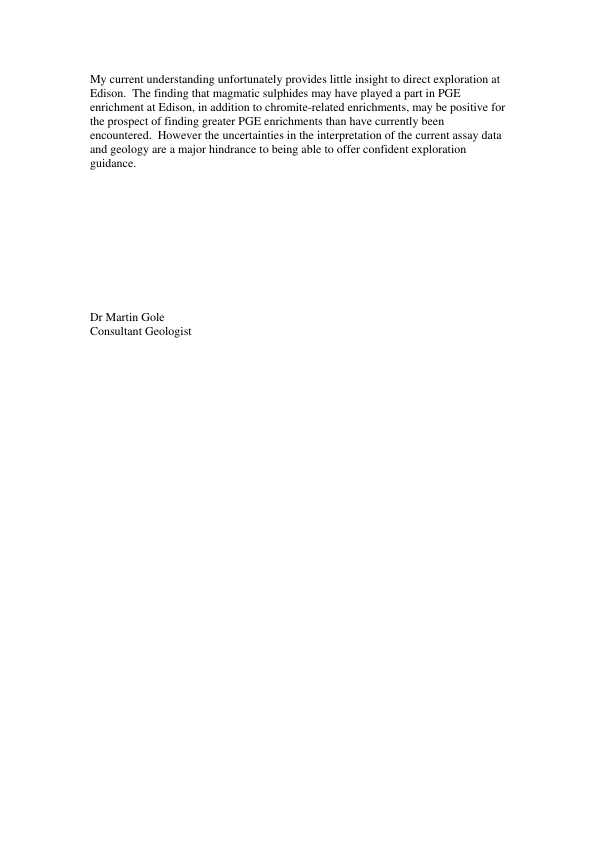 My current understanding unfortunately provides little insight to direct exploration at
Edison.  The finding that magmatic sulphides may have played a part in PGE
enrichment at Edison, in addition to chromite-related enrichments, may be positive for
the prospect of finding greater PGE enrichments than have currently been
encountered.  However the uncertainties in the interpretation of the current assay data
and geology are a major hindrance to being able to offer confident exploration
guidance.
Dr Martin Gole
Consultant Geologist